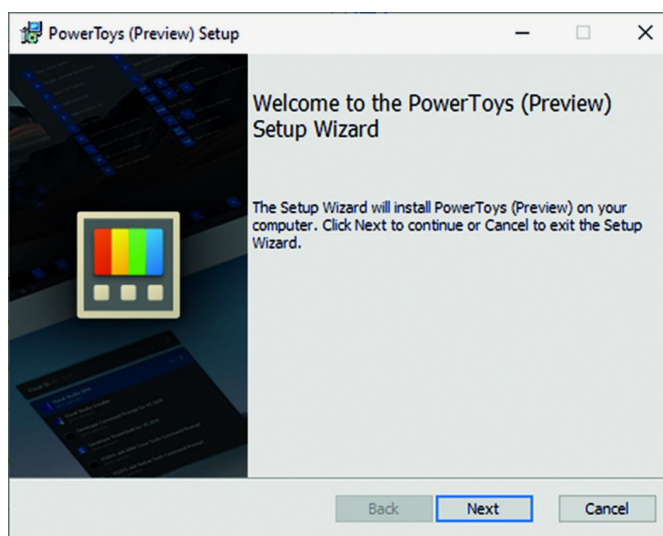 PowerToys (Preview) Setup
Welcome to the PowerToys (Preview)
Setup Wizard
The Setup Wizard will install PowerToys (Preview) on your
computer. Click Next to continue or Cancel to exit the Setup
Wizard.
Back
Next
Cancel